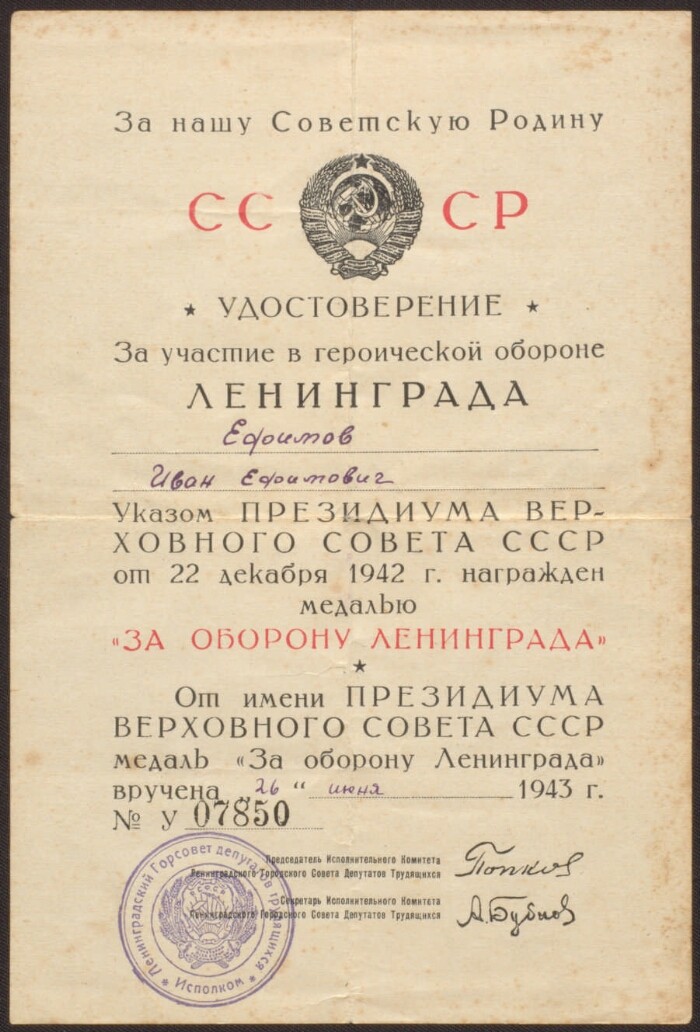 За нашу Советскую Родину
СССР
★ УДОСТОВЕРЕНИЕ ★
За участие в героической обороне
ЛЕНИНГРАДА
Ефимов
Иван Ефимович
Указом ПРЕЗИДИУМА ВЕР-
ХОВНОГО СОВЕТА СССР
от 22 декабря 1942 г. награжден
медалью
«ЗА ОБОРОНУ ЛЕНИНГРАДА»
★
От имени ПРЕЗИДИУМА
ВЕРХОВНОГО СОВЕТА СССР
медаль «За оборону Ленинграда»
вручена „26“ июня 1943 г.
№ У 07850
Председатель Исполнительного Комитета
Ленинградского Городского Совета Депутатов Трудящихся
Попков
Секретарь Исполнительного Комитета
Ленинградского Городского Совета Депутатов Трудящихся
А.Бубнов
Ленинградский Горсовет депутатов трудящихся
* Исполком *
СССР